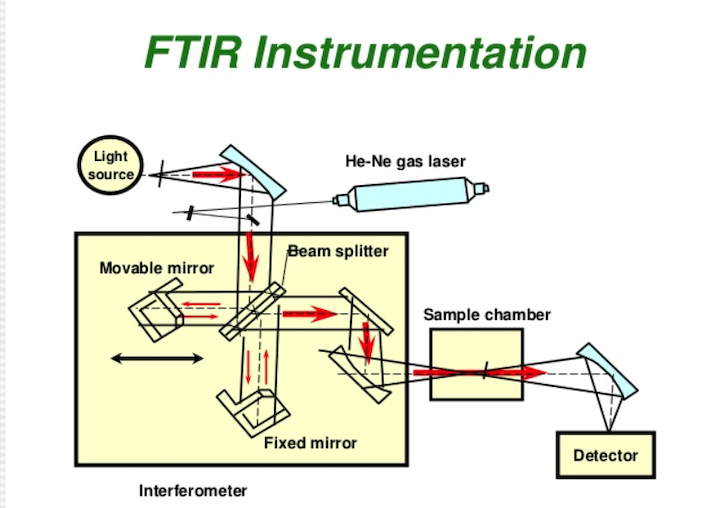 FTIR Instrumentation
Light
source
He-Ne gas laser
Beam splitter
Movable mirror
Sample chamber
Fixed mirror
Detector
Interferometer